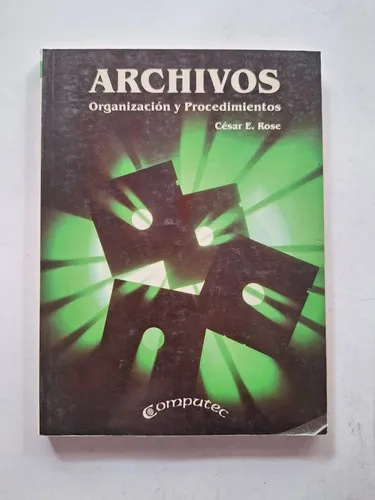 ARCHIVOS
Organización y Procedimientos
César E. Rose
Computec